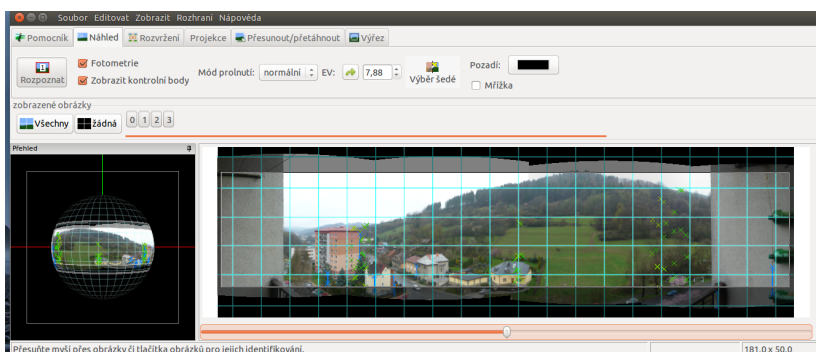 Soubor Editovat Zobrazit Rozhraní Nápověda
Pomocník Náhled Rozvržení Projekce Přesunout/přetáhnout Výřez
Rozpoznat
Fotometrie
Zobrazit kontrolní body
Mód prolnutí: normální EV: 7,88 Výběr šedé
Pozadí:
Mřížka
zobrazené obrázky
Všechny žádná 0 1 2 3
Přehled
Přesuňte myší přes obrázky či tlačítka obrázků pro jejich identifikování.
181.0 x 50.0